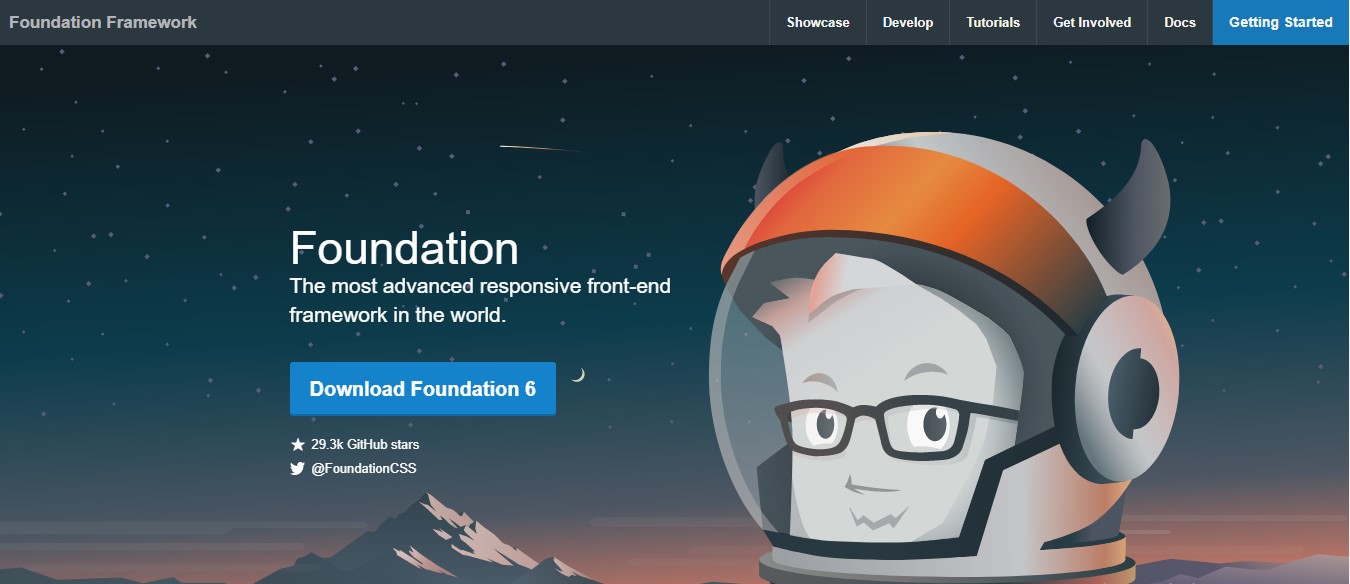 Foundation Framework
Showcase
Develop
Tutorials
Get Involved
Docs
Getting Started
Foundation
The most advanced responsive front-end
framework in the world.
Download Foundation 6
29.3k GitHub stars
@FoundationCSS